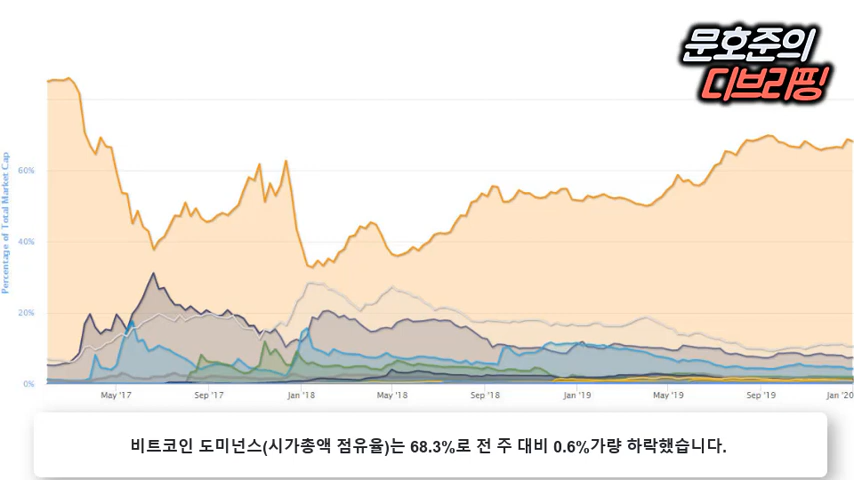 문호준의
디브리핑
Percentage of Total Market Cap
60%
40%
20%
0%
May '17
Sep '17
Jan '18
May '18
Sep '18
Jan '19
May '19
Sep '19
Jan '20
비트코인 도미넌스(시가총액 점유율)는 68.3%로 전 주 대비 0.6%가량 하락했습니다.